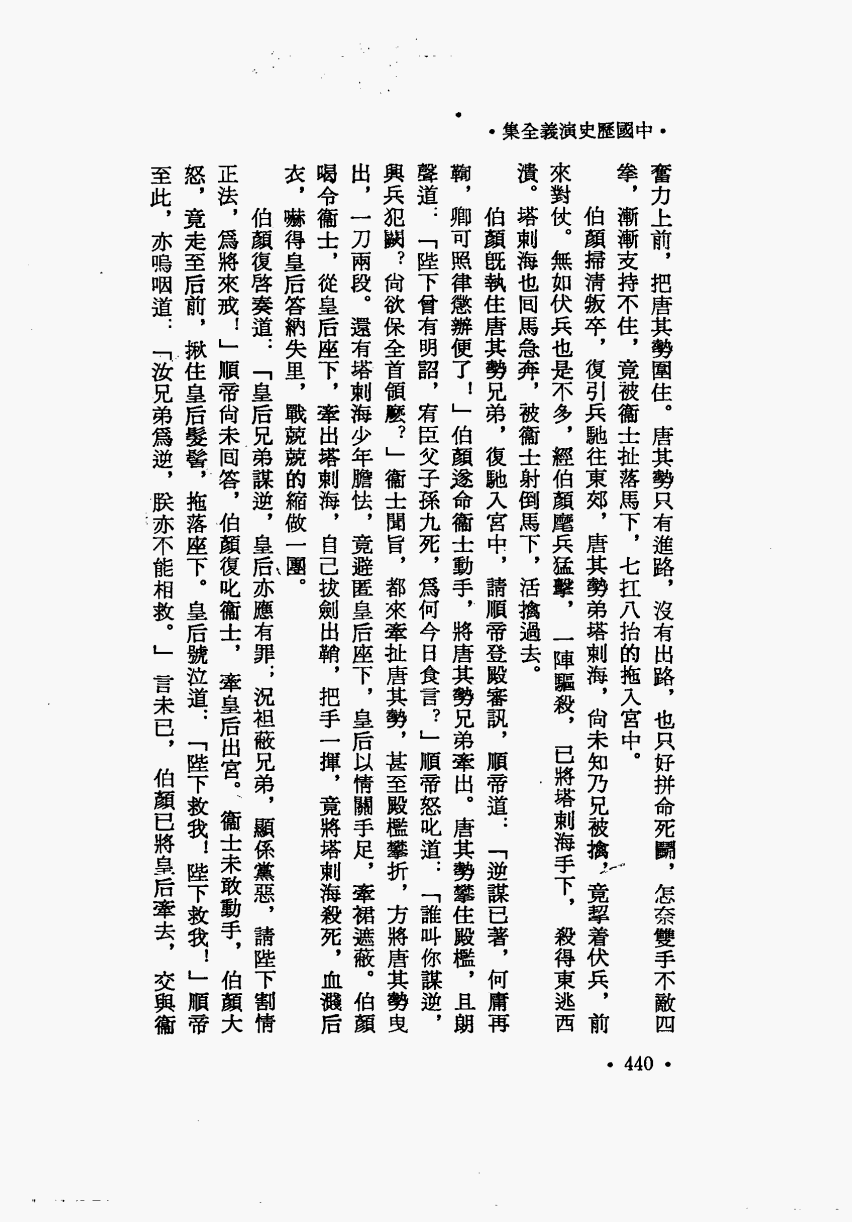 •中國歷史演義全集•
奮力上前，把唐其勢圍住。唐其勢只有進路，沒有出路，也只好拼命死鬭，怎奈雙手不敵四
拳，漸漸支持不住，竟被衞士扯落馬下，七扛八抬的拖入宮中。
伯顏掃清叛卒，復引兵馳往東郊，唐其勢弟塔剌海，尙未知乃兄被擒，竟挈着伏兵，前
來對仗。無如伏兵也是不多，經伯顏麾兵猛擊，一陣驅殺，已將塔剌海手下，殺得東逃西
潰。塔剌海也囘馬急奔，被衞士射倒馬下，活擒過去。
伯顏旣執住唐其勢兄弟，復馳入宮中，請順帝登殿審訊，順帝道：「逆謀已著，何庸再
鞫，卿可照律懲辦便了！」伯顏遂命衞士動手，將唐其勢兄弟牽出。唐其勢攀住殿檻，且朗
聲道：「陛下曾有明詔，宥臣父子孫九死，爲何今日食言？」順帝怒叱道：「誰叫你謀逆，
興兵犯闕？尙欲保全首領麽？」衞士聞旨，都來牽扯唐其勢，甚至殿檻攀折，方將唐其勢曳
出，一刀兩段。還有塔剌海少年膽怯，竟避匿皇后座下，皇后以情關手足，牽裙遮蔽。伯顏
喝令衞士，從皇后座下，牽出塔剌海，自己拔劍出鞘，把手一揮，竟將塔剌海殺死，血濺后
衣，嚇得皇后答納失里，戰兢兢的縮做一團。
伯顏復啓奏道：「皇后兄弟謀逆，皇后亦應有罪；況袒蔽兄弟，顯係黨惡，請陛下割情
正法，爲將來戒！」順帝尙未囘答，伯顏復叱衞士，牽皇后出宮。衞士未敢動手，伯顏大
怒，竟走至后前，揪住皇后髮髻，拖落座下。皇后號泣道：「陛下救我！陛下救我！」順帝
至此，亦嗚咽道：「汝兄弟爲逆，朕亦不能相救。」言未已，伯顏已將皇后牽去，交與衞
•440•